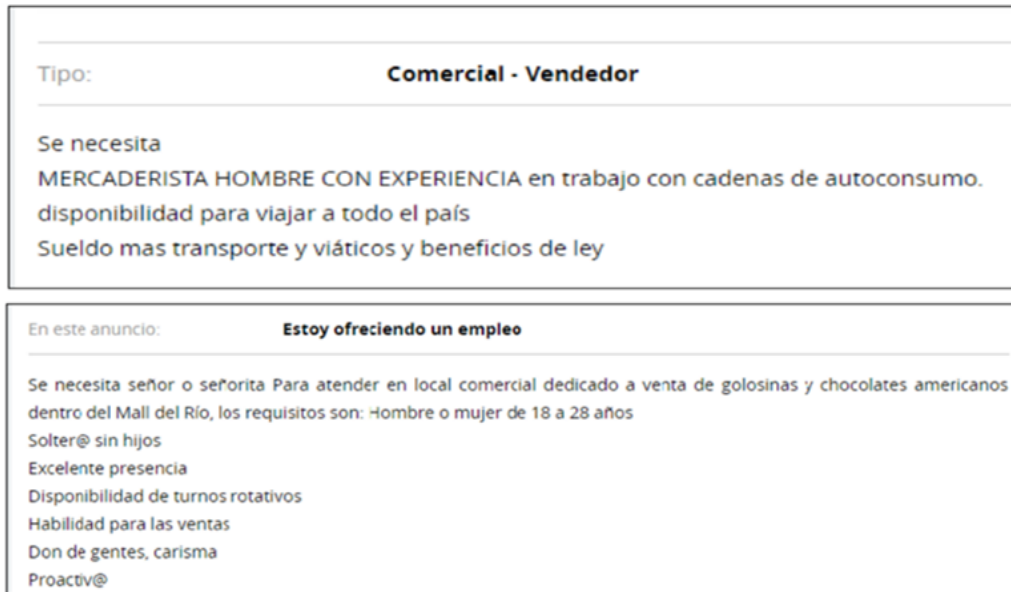 Tipo: Comercial - Vendedor
Se necesita
MERCADERISTA HOMBRE CON EXPERIENCIA en trabajo con cadenas de autoconsumo.
disponibilidad para viajar a todo el país
Sueldo mas transporte y viáticos y beneficios de ley
En este anuncio: Estoy ofreciendo un empleo
Se necesita señor o señorita Para atender en local comercial dedicado a venta de golosinas y chocolates americanos
dentro del Mall del Río, los requisitos son: Hombre o mujer de 18 a 28 años
Solter@ sin hijos
Excelente presencia
Disponibilidad de turnos rotativos
Habilidad para las ventas
Don de gentes, carisma
Proactiv@